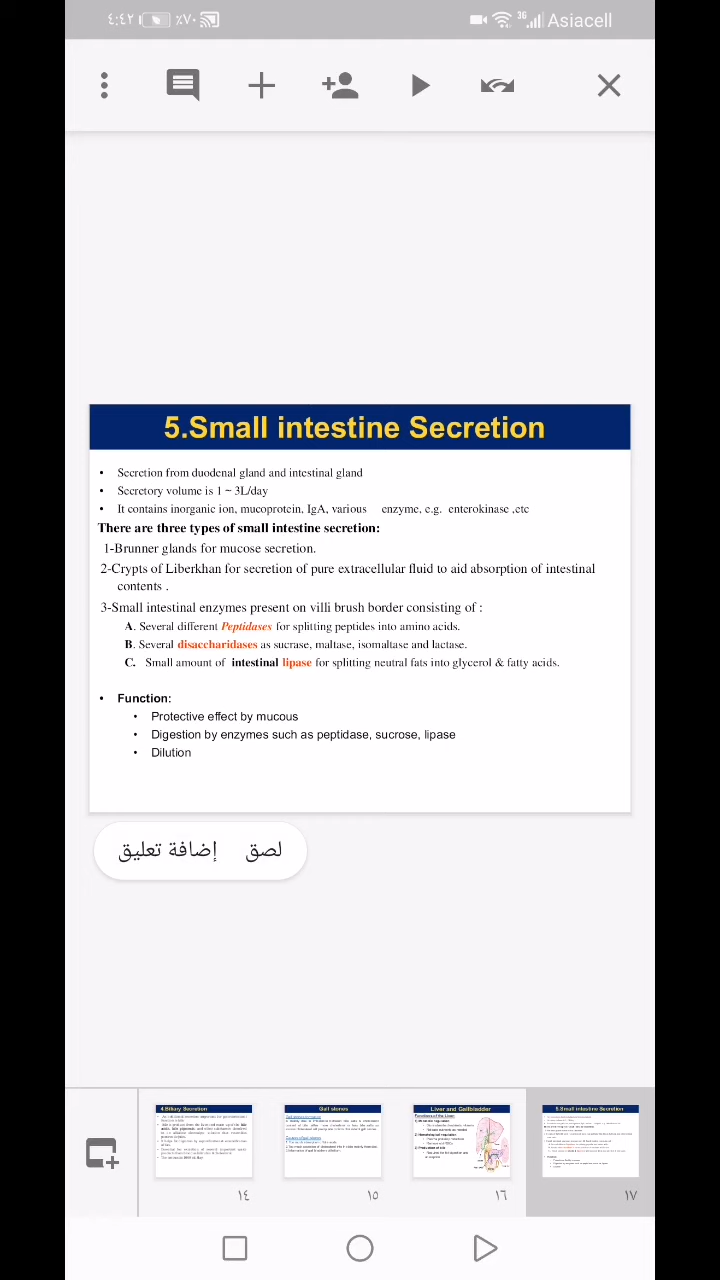 ٤:٤٢ ٪٧٠ 3G Asiacell
5.Small intestine Secretion
• Secretion from duodenal gland and intestinal gland
• Secretory volume is 1 ~ 3L/day
• It contains inorganic ion, mucoprotein, IgA, various enzyme, e.g. enterokinase ,etc
There are three types of small intestine secretion:
1-Brunner glands for mucose secretion.
2-Crypts of Liberkhan for secretion of pure extracellular fluid to aid absorption of intestinal
contents .
3-Small intestinal enzymes present on villi brush border consisting of :
A. Several different Peptidases for splitting peptides into amino acids.
B. Several disaccharidases as sucrase, maltase, isomaltase and lactase.
C. Small amount of intestinal lipase for splitting neutral fats into glycerol & fatty acids.
• Function:
• Protective effect by mucous
• Digestion by enzymes such as peptidase, sucrose, lipase
• Dilution
لصق إضافة تعليق
4.Biliary Secretion
Gall stones
Liver and Gallbladder
5.Small intestine Secretion
١٤ ١٥ ١٦ ١٧